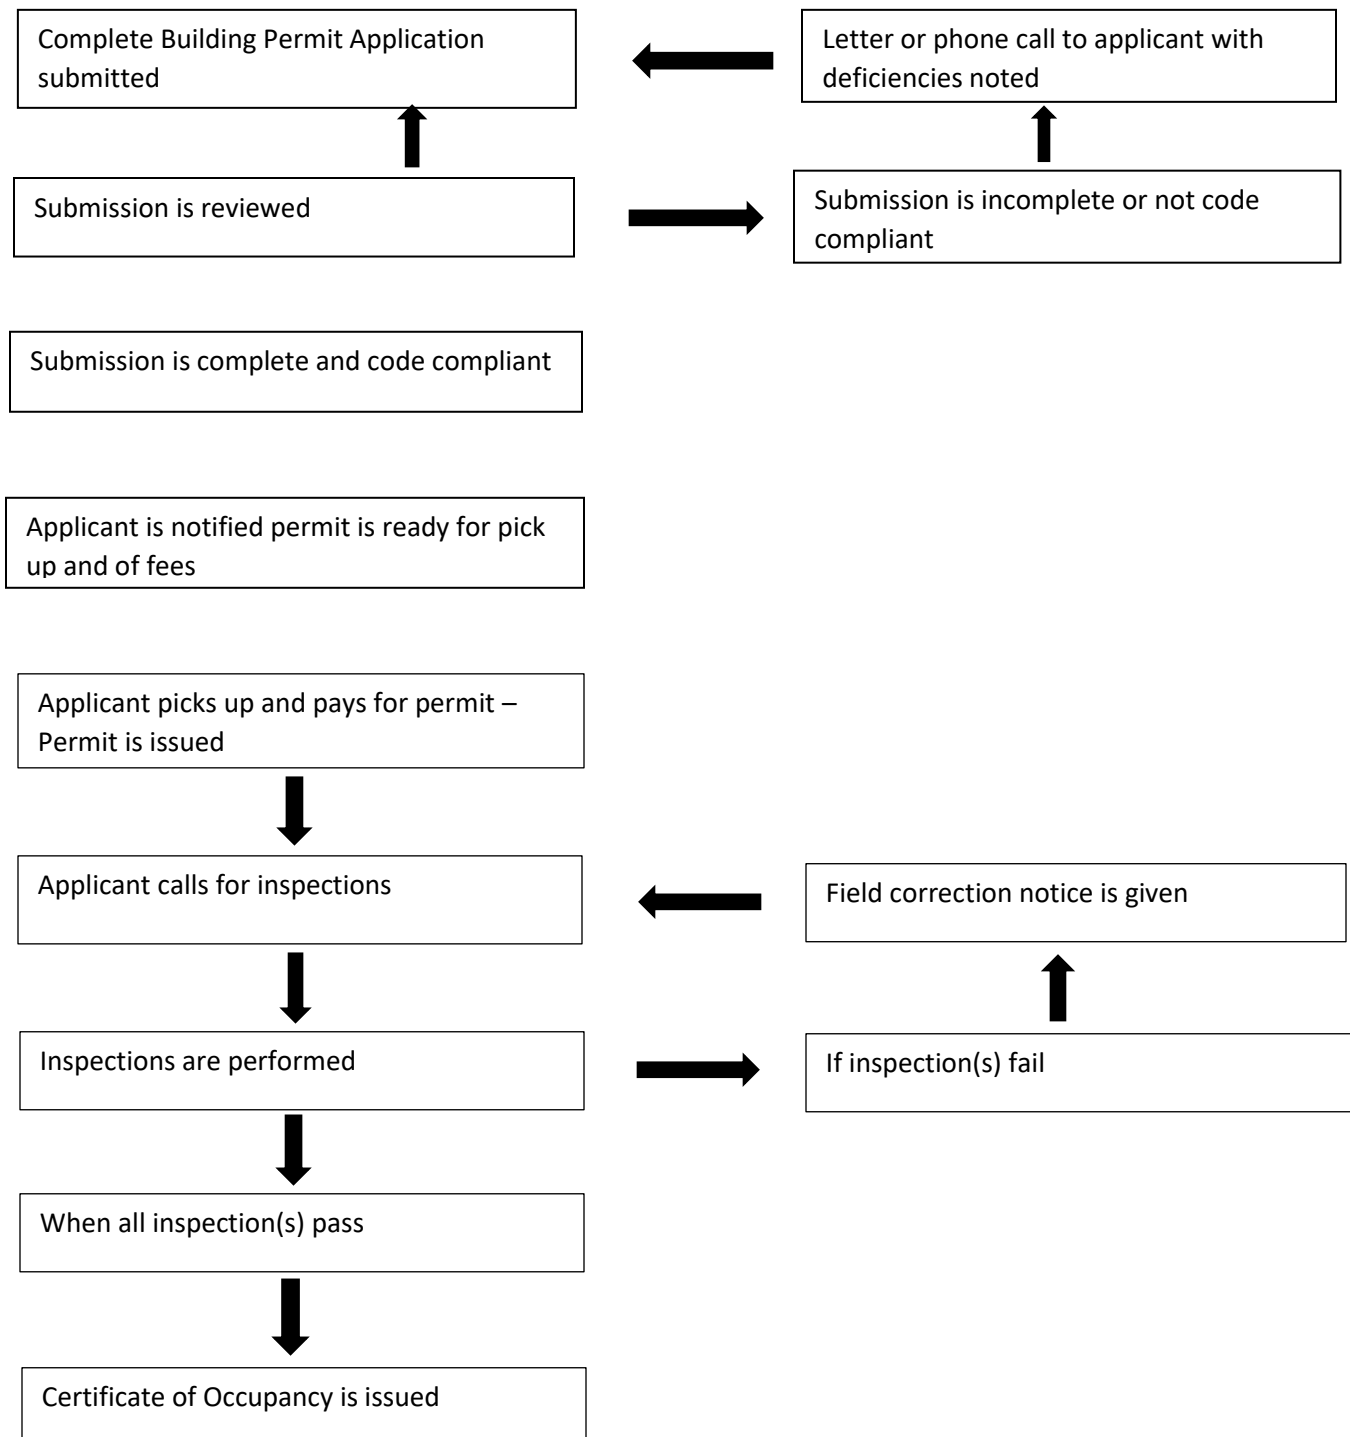 Complete Building Permit Application
submitted
Letter or phone call to applicant with
deficiencies noted
Submission is reviewed
Submission is incomplete or not code
compliant
Submission is complete and code compliant
Applicant is notified permit is ready for pick
up and of fees
Applicant picks up and pays for permit –
Permit is issued
Applicant calls for inspections
Field correction notice is given
Inspections are performed
If inspection(s) fail
When all inspection(s) pass
Certificate of Occupancy is issued